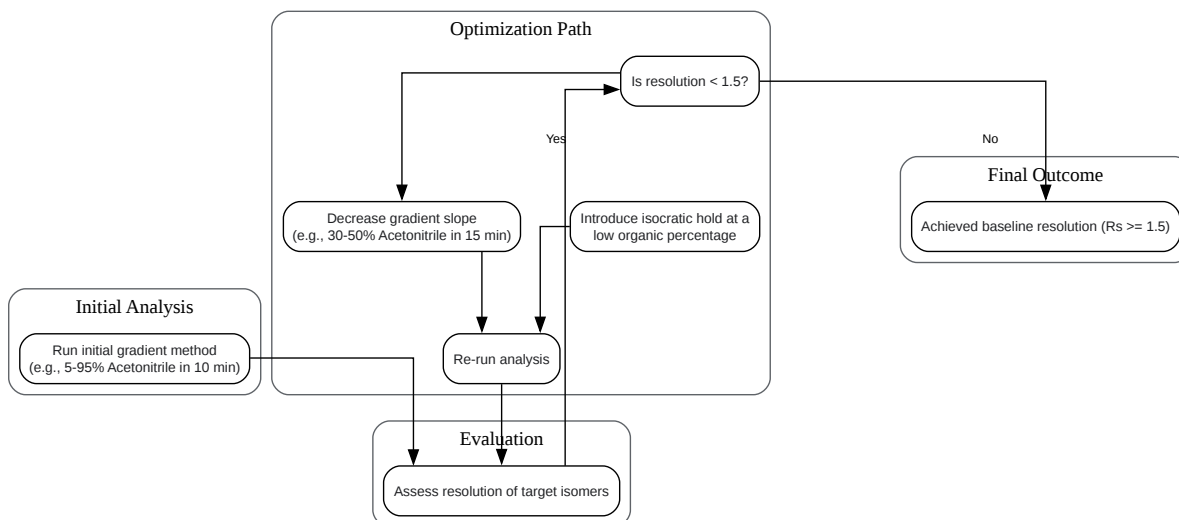 Optimization Path
Is resolution < 1.5?
Yes
No
Final Outcome
Decrease gradient slope
(e.g., 30-50% Acetonitrile in 15 min)
Introduce isocratic hold at a
low organic percentage
Achieved baseline resolution (Rs >= 1.5)
Initial Analysis
Run initial gradient method
(e.g., 5-95% Acetonitrile in 10 min)
Re-run analysis
Evaluation
Assess resolution of target isomers